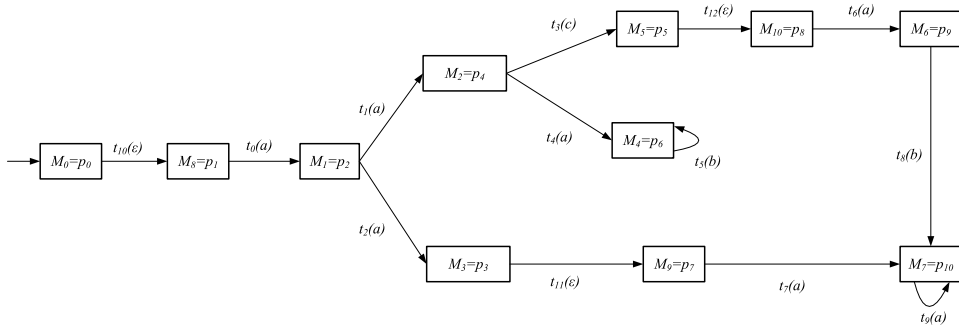 t₃(c)
t₁₂(ε)
t₆(a)
M₅=p₅
M₁₀=p₈
M₆=p₉
M₂=p₄
t₁(a)
t₄(a)
M₄=p₆
t₅(b)
t₈(b)
t₁₀(ε)
t₀(a)
M₀=p₀
M₈=p₁
M₁=p₂
t₂(a)
M₃=p₃
M₉=p₇
M₇=p₁₀
t₁₁(ε)
t₇(a)
t₉(a)